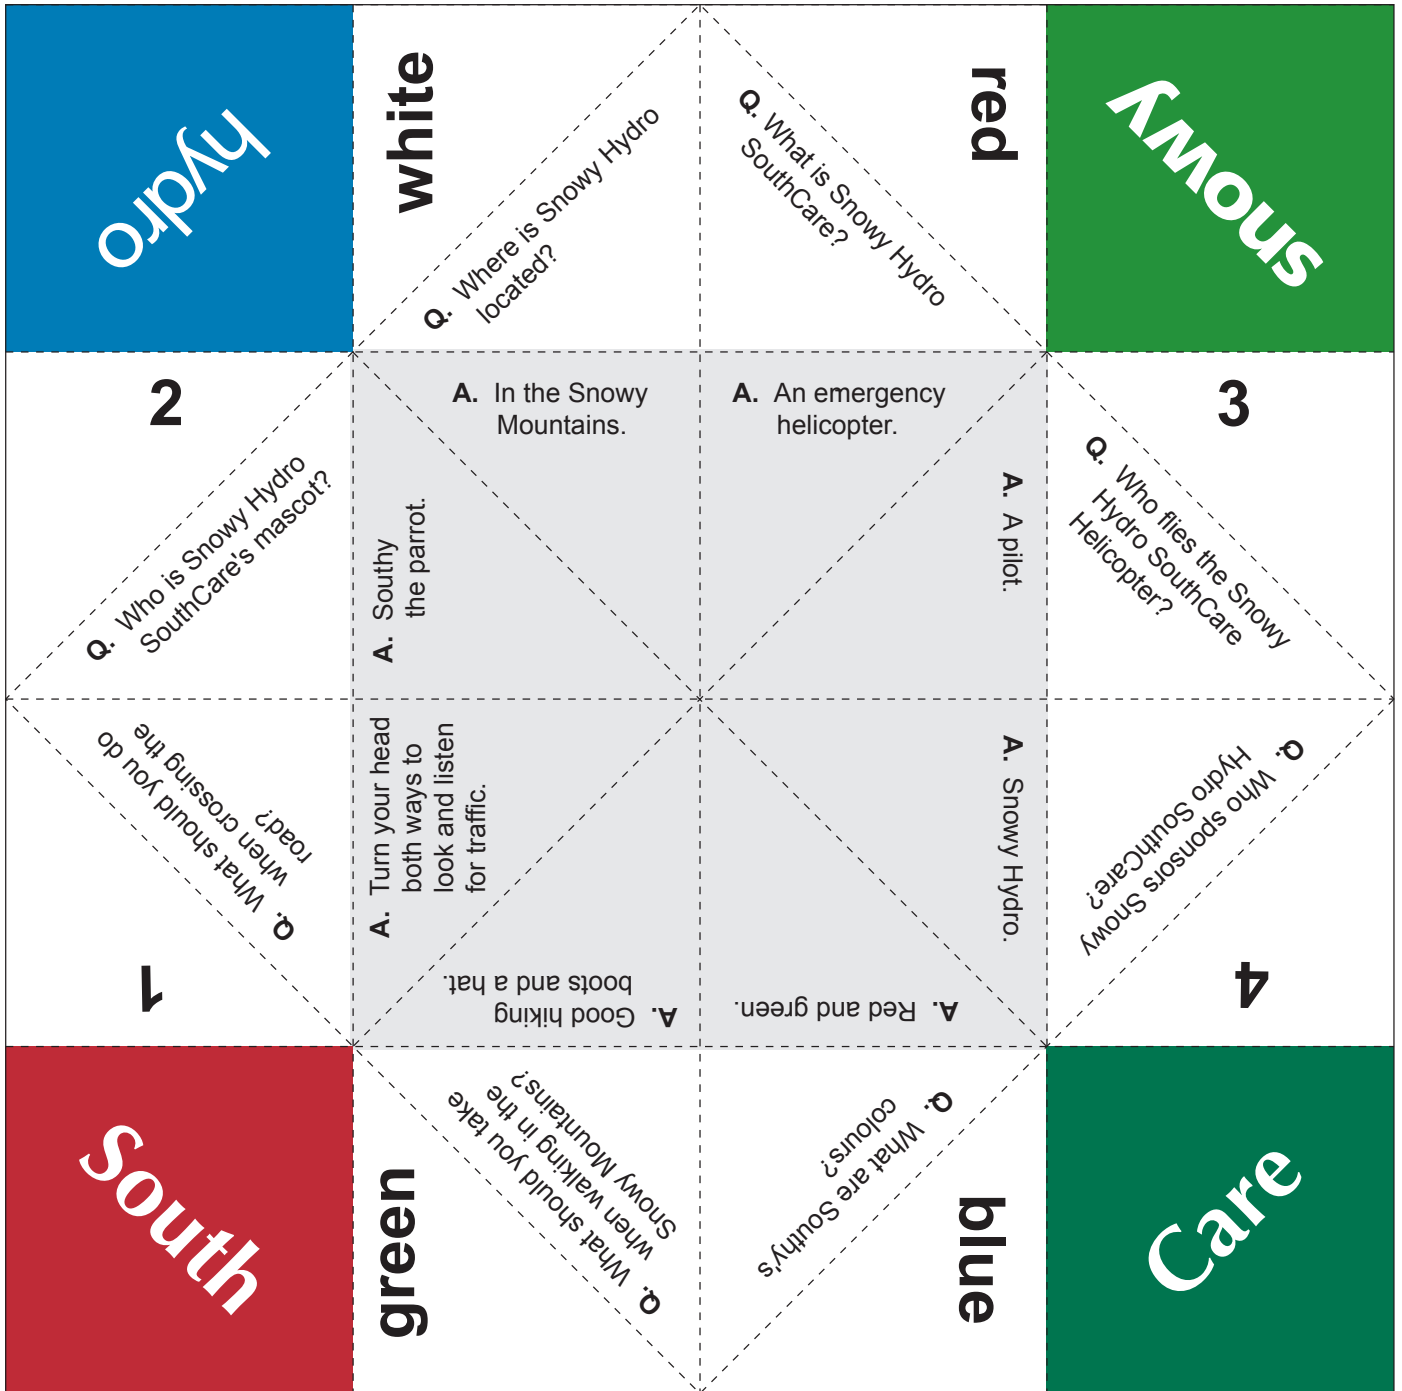 hydro
white
red
snowy
Q. Where is Snowy Hydro
located?
Q. What is Snowy Hydro
SouthCare?
2
Q. Who is Snowy Hydro
SouthCare's mascot?
A. In the Snowy
Mountains.
A. An emergency
helicopter.
3
Q. Who flies the Snowy
Hydro SouthCare
Helicopter?
A. Southy
the parrot.
A. A pilot.
Q. What should you do
when crossing the
road?
1
A. Turn your head
both ways to
look and listen
for traffic.
A. Snowy Hydro.
Q. Who sponsors Snowy
Hydro SouthCare?
4
A. Good hiking
boots and a hat.
A. Red and green.
South
green
Q. What should you take
when walking in the
Snowy Mountains?
Q. What are Southy's
colours?
blue
Care